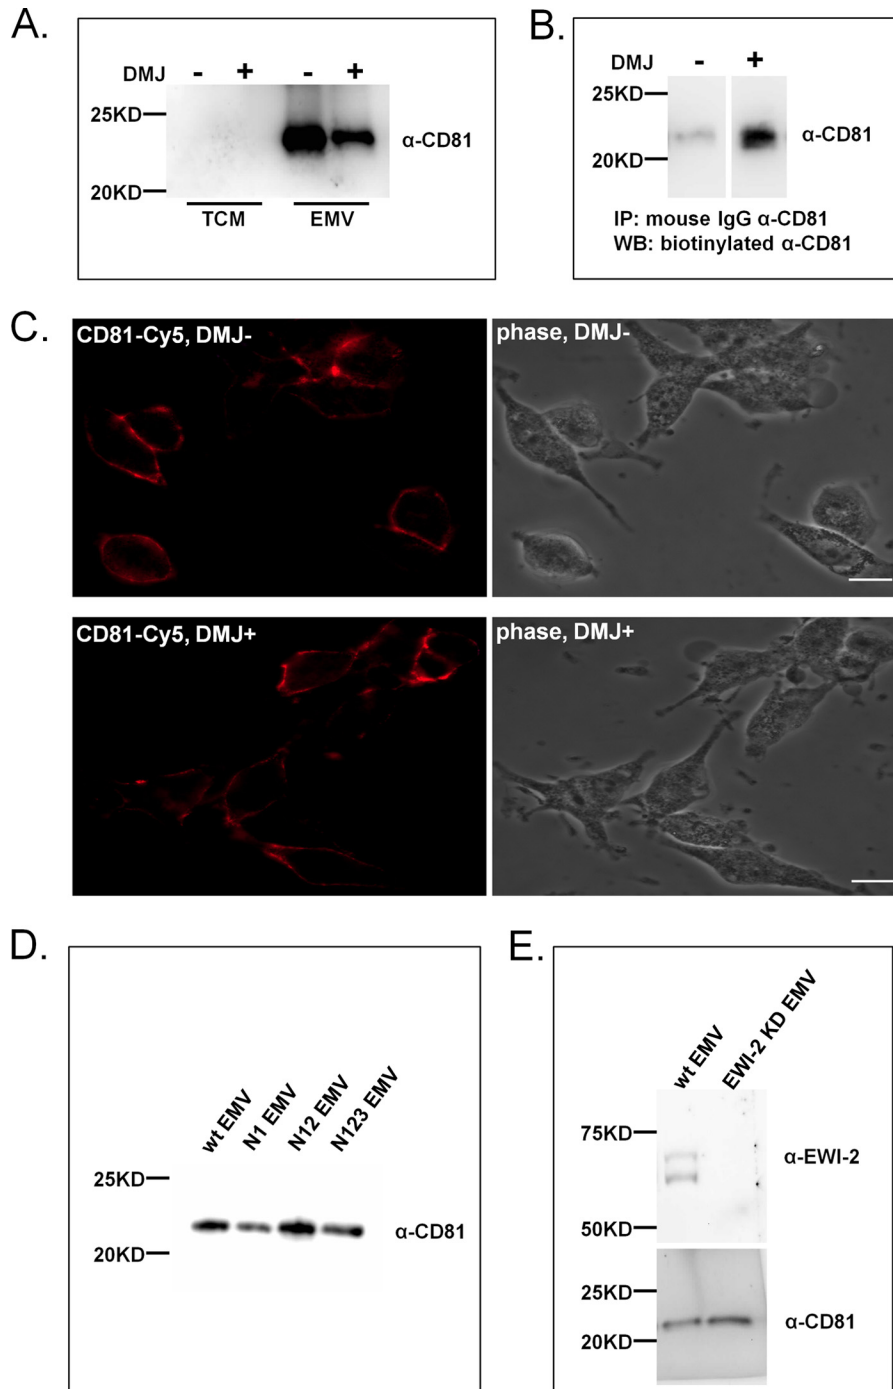 A.
DMJ - + - +
25KD
α-CD81
20KD
TCM EMV
B.
DMJ - +
25KD
α-CD81
20KD
IP: mouse IgG α-CD81
WB: biotinylated α-CD81
C.
CD81-Cy5, DMJ-
phase, DMJ-
CD81-Cy5, DMJ+
phase, DMJ+
D.
wt EMV N1 EMV N12 EMV N123 EMV
25KD
α-CD81
20KD
E.
wt EMV EWI-2 KD EMV
75KD
α-EWI-2
50KD
25KD
α-CD81
20KD